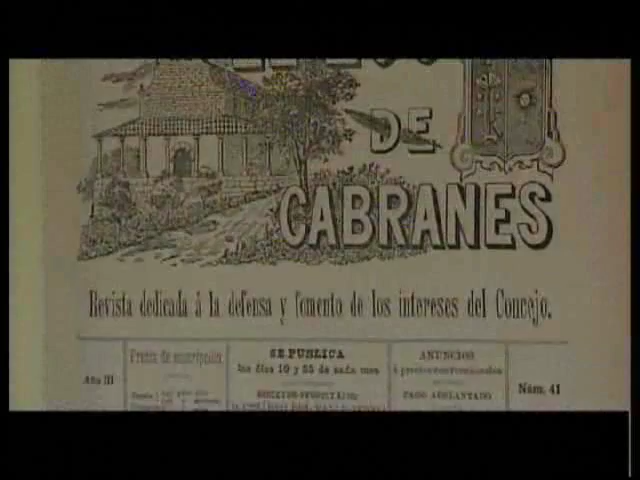 DE
CABRANES
Revista dedicada á la defensa y fomento de los intereses del Concejo.
Año III
Precio de suscripción
SE PUBLICA
los días 10 y 25 de cada mes
ANUNCIOS
á precios convencionales
PAGO ADELANTADO
Núm. 41